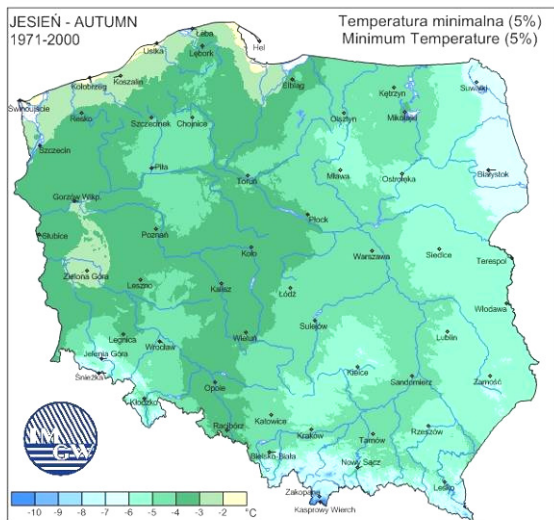 JESIEŃ - AUTUMN
1971-2000
Temperatura minimalna (5%)
Minimum Temperature (5%)
Łeba
Ustka
Lębork
Hel
Koszalin
Kołobrzeg
Świnoujście
Resko
Szczecinek
Chojnice
Elbląg
Kętrzyn
Suwałki
Olsztyn
Mikołajki
Szczecin
Piła
Toruń
Mława
Ostrołęka
Białystok
Gorzów Wlkp.
Płock
Słubice
Poznań
Koło
Warszawa
Siedlce
Terespol
Zielona Góra
Leszno
Kalisz
Łódź
Włodawa
Legnica
Wrocław
Wieluń
Sulejów
Lublin
Jelenia Góra
Śnieżka
Kłodzko
Opole
Kielce
Sandomierz
Zamość
Racibórz
Katowice
Kraków
Tarnów
Rzeszów
Bielsko-Biała
Nowy Sącz
Lesko
Zakopane
Kasprowy Wierch
IMGW
-10 -9 -8 -7 -6 -5 -4 -3 -2 °C